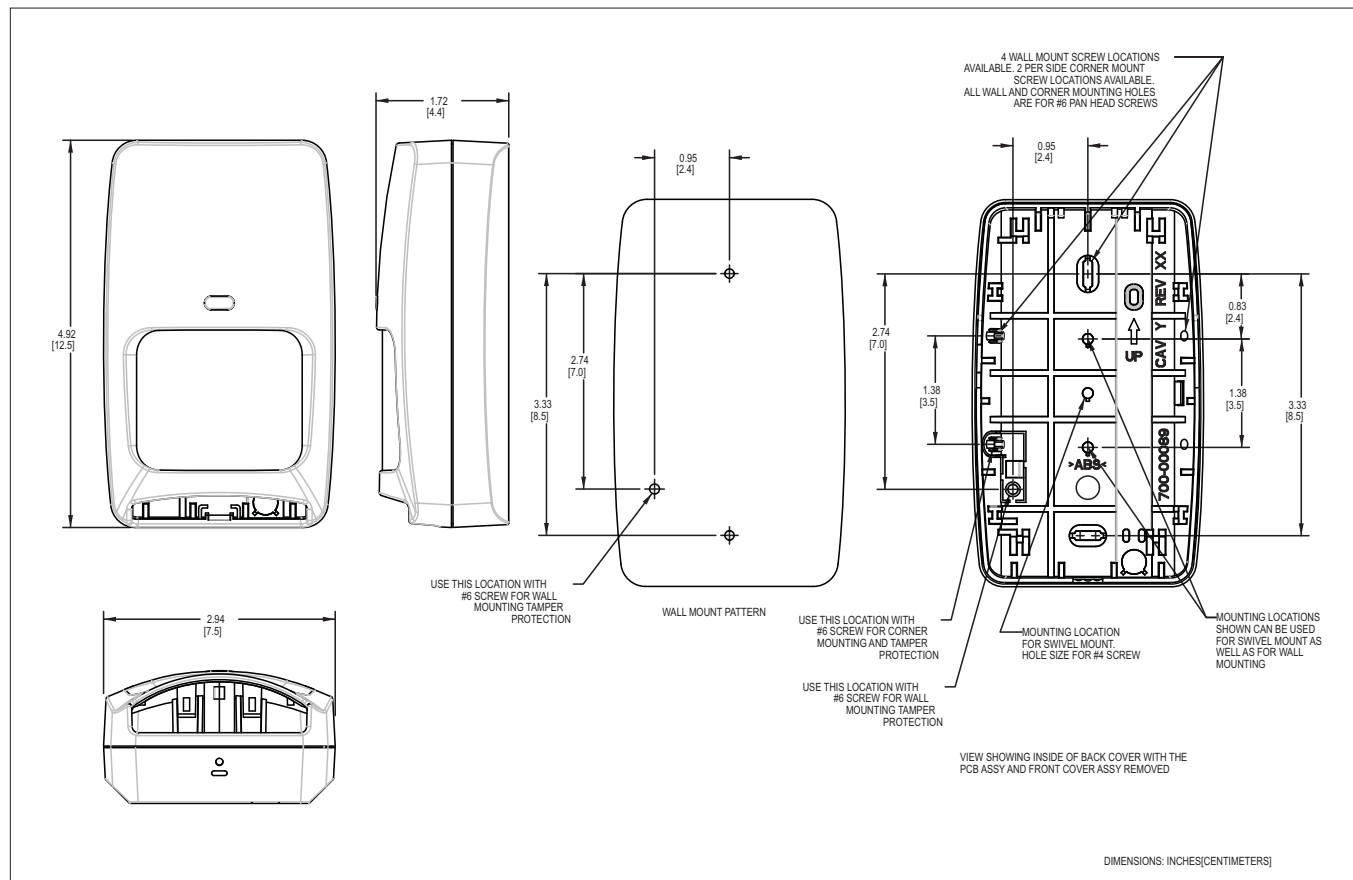 4 WALL MOUNT SCREW LOCATIONS
AVAILABLE. 2 PER SIDE CORNER MOUNT
SCREW LOCATIONS AVAILABLE.
ALL WALL AND CORNER MOUNTING HOLES
ARE FOR #6 PAN HEAD SCREWS
1.72
[4.4]
0.95
[2.4]
0.95
[2.4]
4.92
[12.5]
2.74
[7.0]
3.33
[8.5]
2.74
[7.0]
1.38
[3.5]
0.83
[2.4]
1.38
[3.5]
3.33
[8.5]
700-00089 CAV Y REV XX
UP
>ABS<
USE THIS LOCATION WITH
#6 SCREW FOR WALL
MOUNTING TAMPER
PROTECTION
WALL MOUNT PATTERN
2.94
[7.5]
USE THIS LOCATION WITH
#6 SCREW FOR CORNER
MOUNTING AND TAMPER
PROTECTION
MOUNTING LOCATION
FOR SWIVEL MOUNT.
HOLE SIZE FOR #4 SCREW
MOUNTING LOCATIONS
SHOWN CAN BE USED
FOR SWIVEL MOUNT AS
WELL AS FOR WALL
MOUNTING
USE THIS LOCATION WITH
#6 SCREW FOR WALL
MOUNTING TAMPER
PROTECTION
VIEW SHOWING INSIDE OF BACK COVER WITH THE
PCB ASSY AND FRONT COVER ASSY REMOVED
DIMENSIONS: INCHES[CENTIMETERS]